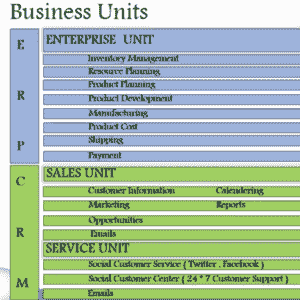 Business Units
E
R
P
ENTERPRISE UNIT
Inventory Management
Resource Planning
Product Planning
Product Development
Manufacturing
Product Cost
Shipping
Payment
C
R
M
SALES UNIT
Customer Information Calendering
Marketing Reports
Opportunities
Emails
SERVICE UNIT
Social Customer Service ( Twitter , Facebook )
Social Customer Center ( 24 * 7 Customer Support )
Emails